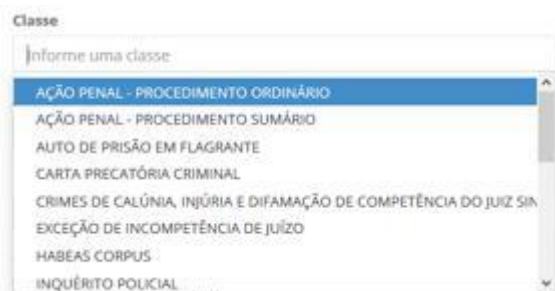 Classe
Informe uma classe
AÇÃO PENAL - PROCEDIMENTO ORDINÁRIO
AÇÃO PENAL - PROCEDIMENTO SUMÁRIO
AUTO DE PRISÃO EM FLAGRANTE
CARTA PRECATÓRIA CRIMINAL
CRIMES DE CALÚNIA, INJÚRIA E DIFAMAÇÃO DE COMPETÊNCIA DO JUIZ SIN
EXCEÇÃO DE INCOMPETÊNCIA DE JUÍZO
HABEAS CORPUS
INQUÉRITO POLICIAL